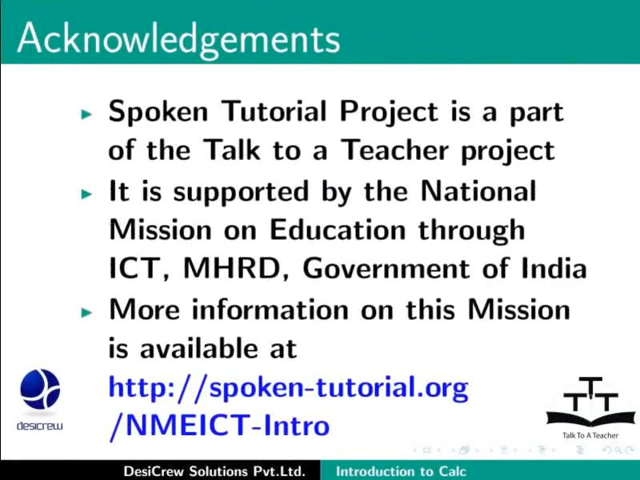 Acknowledgements
Spoken Tutorial Project is a part
of the Talk to a Teacher project
It is supported by the National
Mission on Education through
ICT, MHRD, Government of India
More information on this Mission
is available at
http://spoken-tutorial.org
/NMEICT-Intro
desicrew
TTT
Talk To A Teacher
DesiCrew Solutions Pvt.Ltd.
Introduction to Calc